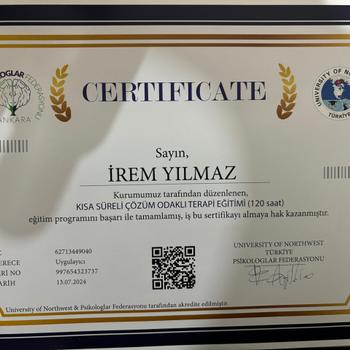 CERTIFICATE
Sayın,
İREM YILMAZ
Kurumumuz tarafından düzenlenen,
KISA SÜRELİ ÇÖZÜM ODAKLI TERAPİ EĞİTİMİ (120 saat)
eğitim programını başarı ile tamamlamış, iş bu sertifikayı almaya hak kazanmıştır.
62713449040
ERECE Uygulayıcı
Rİ NO 997654323737
ARİH 13.07.2024
UNIVERSITY OF NORTHWEST
TÜRKİYE
PSİKOLOGLAR FEDERASYONU
University of Northwest & Psikologlar Federasyonu tarafından akredite edilmiştir.
OLOGLAR FEDERASYONU
ANKARA
UNIVERSITY OF NO
TÜRKİYE